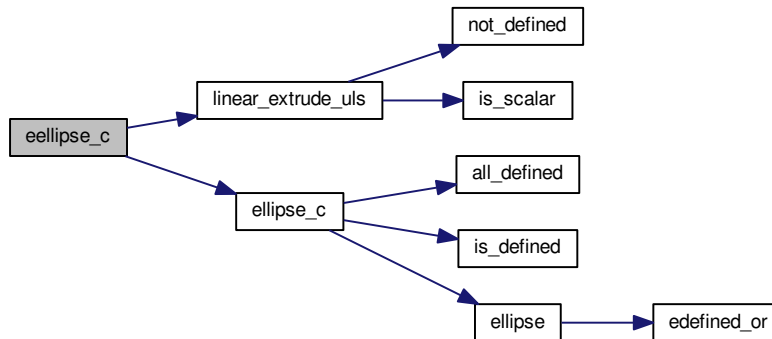 not_defined
linear_extrude_uls
is_scalar
eellipse_c
all_defined
ellipse_c
is_defined
ellipse
edefined_or